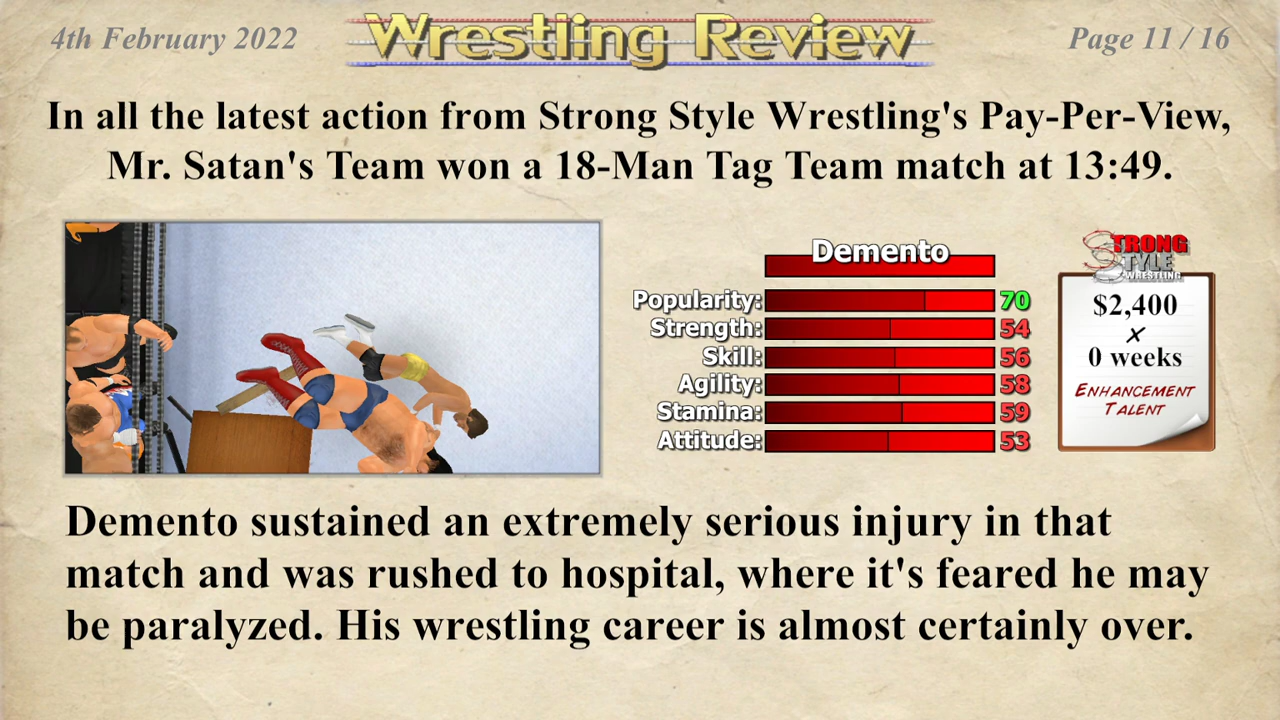 4th February 2022
Wrestling Review
Page 11 / 16
In all the latest action from Strong Style Wrestling's Pay-Per-View,
Mr. Satan's Team won a 18-Man Tag Team match at 13:49.
Demento
Popularity: 70
Strength: 54
Skill: 56
Agility: 58
Stamina: 59
Attitude: 53
STRONG
STYLE
WRESTLING
$2,400
x
0 weeks
ENHANCEMENT
TALENT
Demento sustained an extremely serious injury in that
match and was rushed to hospital, where it's feared he may
be paralyzed. His wrestling career is almost certainly over.